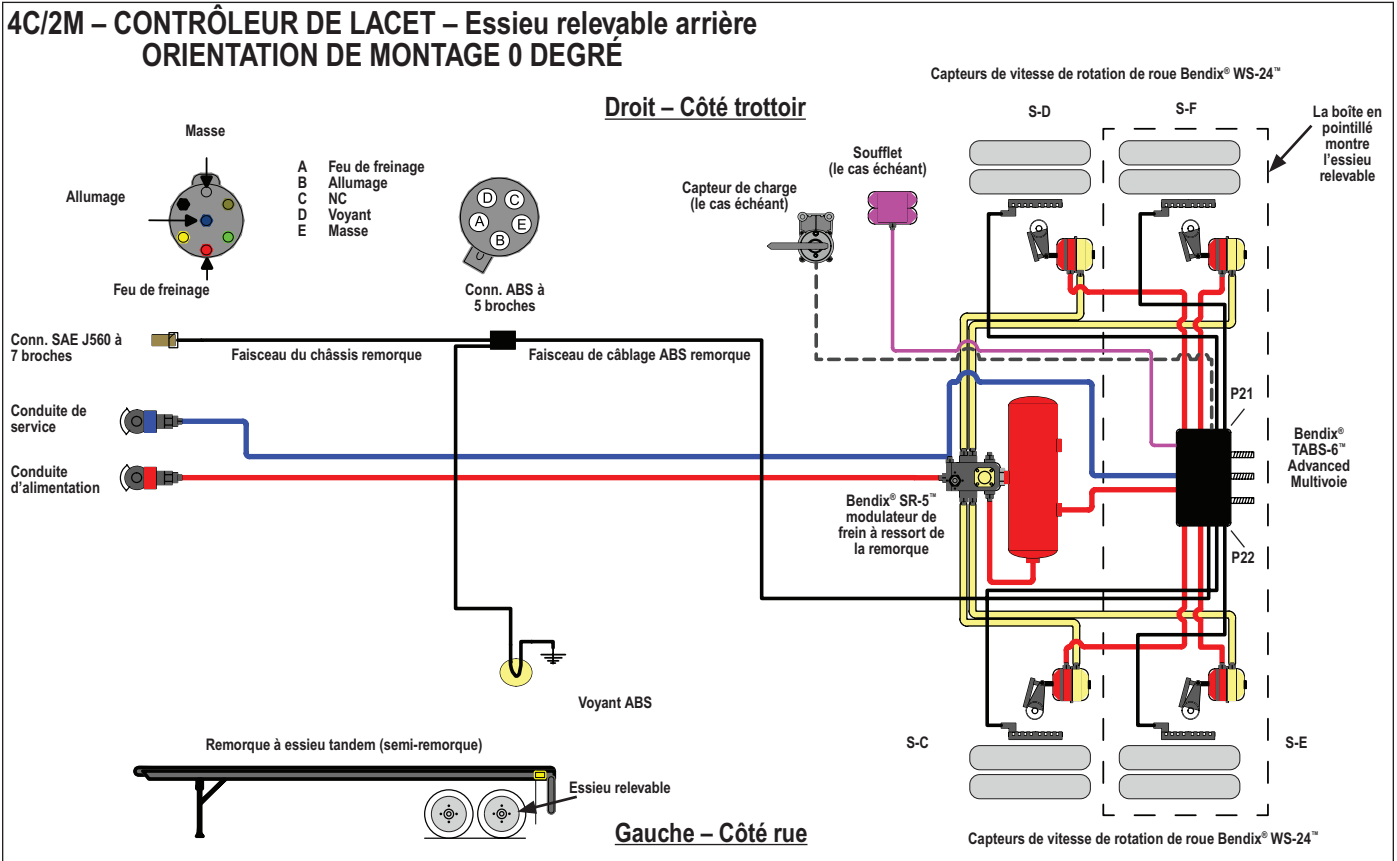 4C/2M – CONTRÔLEUR DE LACET – Essieu relevable arrière
ORIENTATION DE MONTAGE 0 DEGRÉ
Capteurs de vitesse de rotation de roue Bendix® WS-24™
Droit – Côté trottoir
S-D
S-F
La boîte en
pointillé
montre
l'essieu
relevable
Masse
Allumage
Feu de freinage
A Feu de freinage
B Allumage
C NC
D Voyant
E Masse
D
C
A
E
B
Conn. ABS à
5 broches
Capteur de charge
(le cas échéant)
Soufflet
(le cas échéant)
Conn. SAE J560 à
7 broches
Faisceau du châssis remorque
Faisceau de câblage ABS remorque
Conduite de
service
Conduite
d'alimentation
P21
Bendix®
TABS-6™
Advanced
Multivoie
P22
Bendix® SR-5™
modulateur de
frein à ressort de
la remorque
Voyant ABS
S-C
S-E
Remorque à essieu tandem (semi-remorque)
Essieu relevable
Gauche – Côté rue
Capteurs de vitesse de rotation de roue Bendix® WS-24™